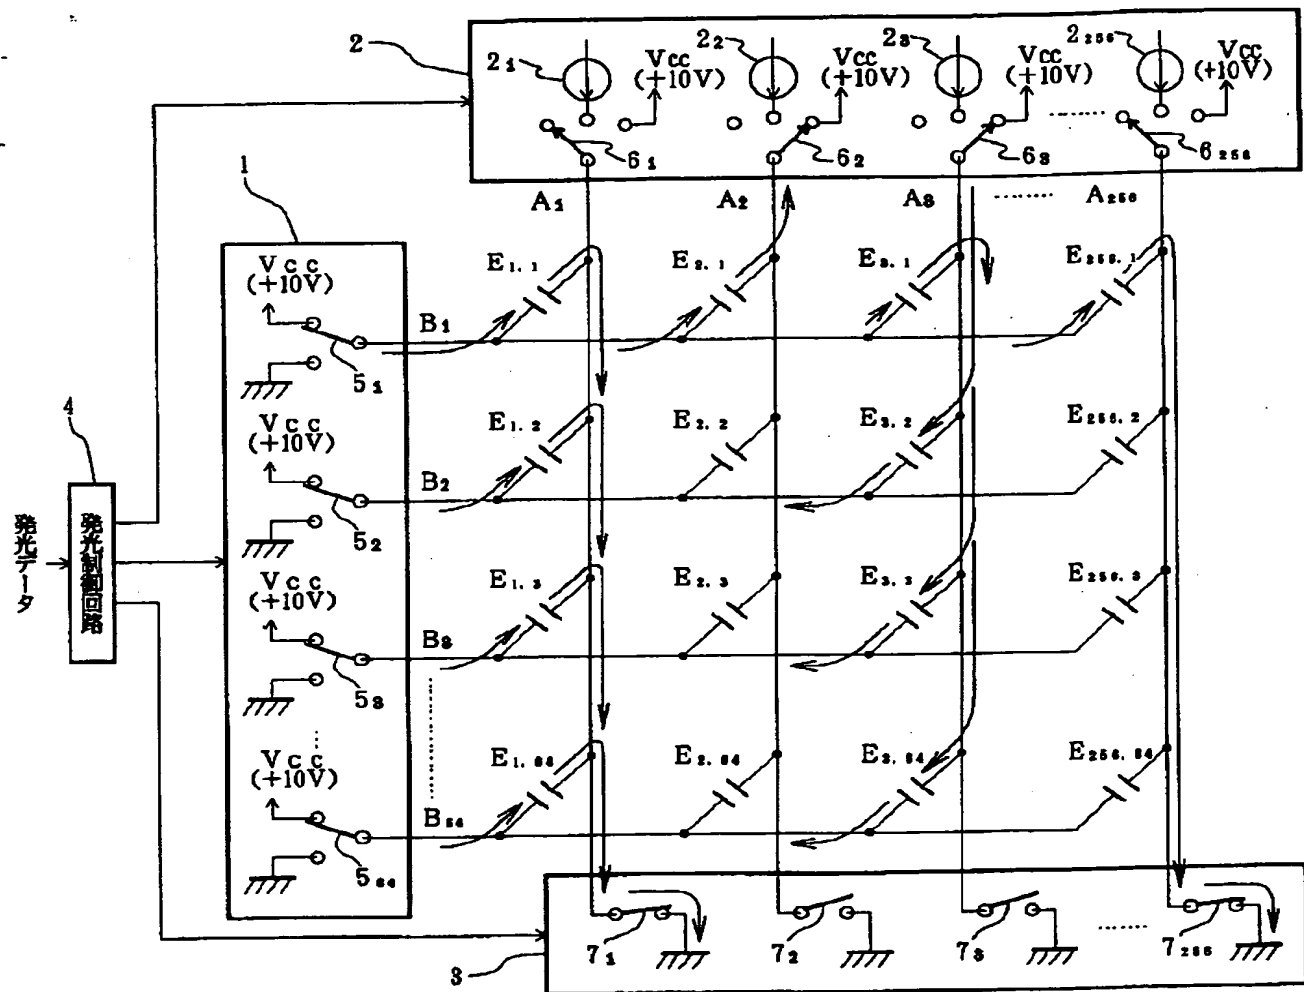 2
2₁
2₂
2₃
2₂₅₆
Vcc
(+10V)
Vcc
(+10V)
Vcc
(+10V)
Vcc
(+10V)
6₁
6₂
6₃
6₂₅₆
1
A₁
A₂
A₃
A₂₅₆
Vcc
(+10V)
B₁
5₁
E₁.₁
E₂.₁
E₃.₁
E₂₅₆.₁
4
Vcc
(+10V)
B₂
5₂
E₁.₂
E₂.₂
E₃.₂
E₂₅₆.₂
発光データ
発光制御回路
Vcc
(+10V)
B₃
5₃
E₁.₃
E₂.₃
E₃.₃
E₂₅₆.₃
Vcc
(+10V)
B₆₄
5₆₄
E₂.₆₄
E₃.₆₄
E₂₅₆.₆₄
3
7₁
7₂
7₃